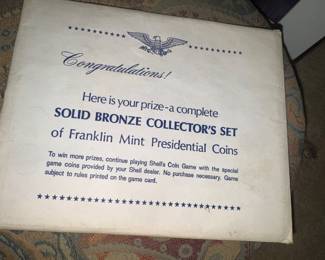 Congratulations!
Here is your prize-a complete
SOLID BRONZE COLLECTOR'S SET
of Franklin Mint Presidential Coins
To win more prizes, continue playing Shell's Coin Game with the special
game coins provided by your Shell dealer. No purchase necessary. Game
subject to rules printed on the game card.